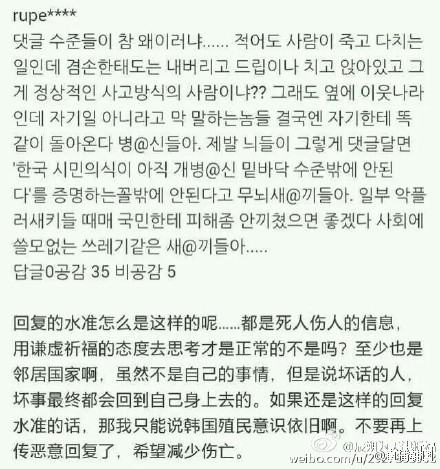 rupe****
댓글 수준들이 참 왜이러냐...... 적어도 사람이 죽고 다치는
일인데 겸손한태도는 내버리고 드립이나 치고 앉아있고 그
게 정상적인 사고방식의 사람이냐?? 그래도 옆에 이웃나라
인데 자기일 아니라고 막 말하는놈들 결국엔 자기한테 똑
같이 돌아온다 병@신들아. 제발 늬들이 그렇게 댓글달면
'한국 시민의식이 아직 개병@신 밑바닥 수준밖에 안된
다'를 증명하는꼴밖에 안된다고 무뇌새@끼들아. 일부 악플
러새키들 때매 국민한테 피해좀 안끼쳤으면 좋겠다 사회에
쓸모없는 쓰레기같은 새@끼들아.....
답글0공감 35 비공감 5
回复的水准怎么是这样的呢……都是死人伤人的信息，
用谦虚祈福的态度去思考才是正常的不是吗？至少也是
邻居国家啊，虽然不是自己的事情，但是说坏话的人，
坏事最终都会回到自己身上去的。如果还是这样的回复
水准的话，那我只能说韩国殖民意识依旧啊。不要再上
传恶意回复了，希望减少伤亡。